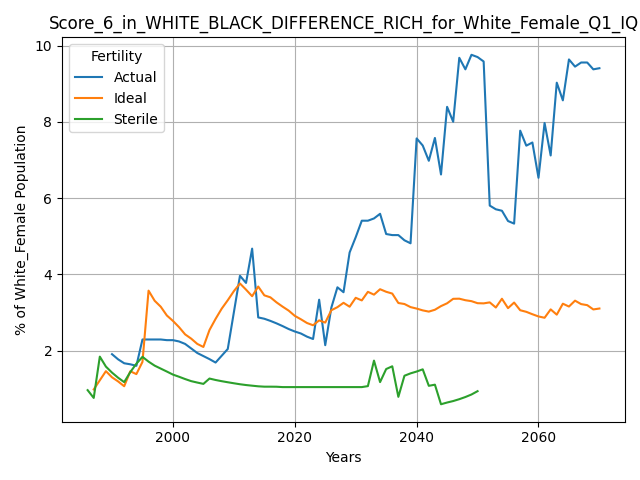 Score_6_in_WHITE_BLACK_DIFFERENCE_RICH_for_White_Female_Q1_IQ
Fertility
Actual
Ideal
Sterile
% of White_Female Population
10
8
6
4
2
2000
2020
2040
2060
Years